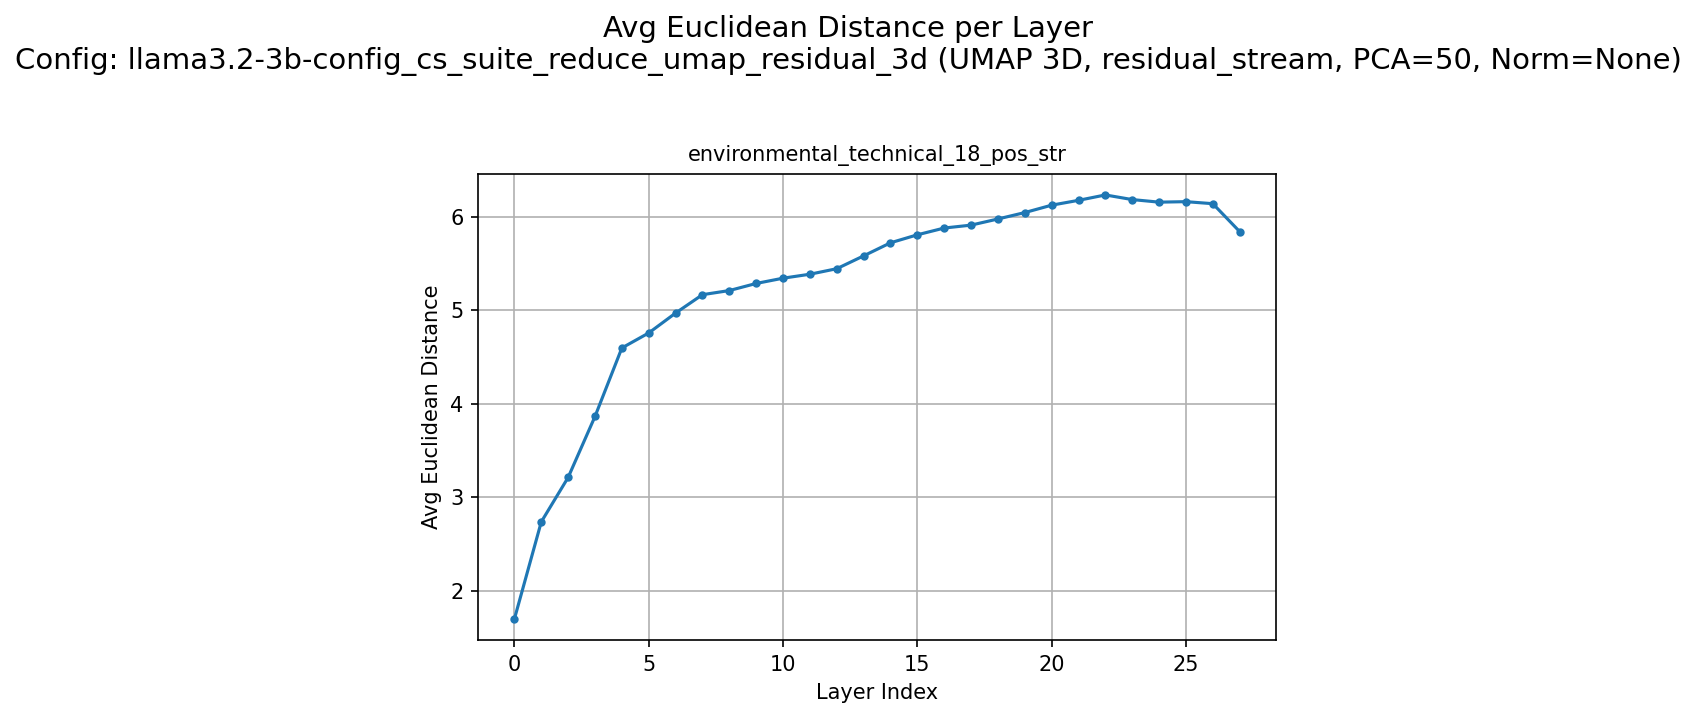 Avg Euclidean Distance per Layer
Config: llama3.2-3b-config_cs_suite_reduce_umap_residual_3d (UMAP 3D, residual_stream, PCA=50, Norm=None)
environmental_technical_18_pos_str
Avg Euclidean Distance
6
5
4
3
2
0 5 10 15 20 25
Layer Index